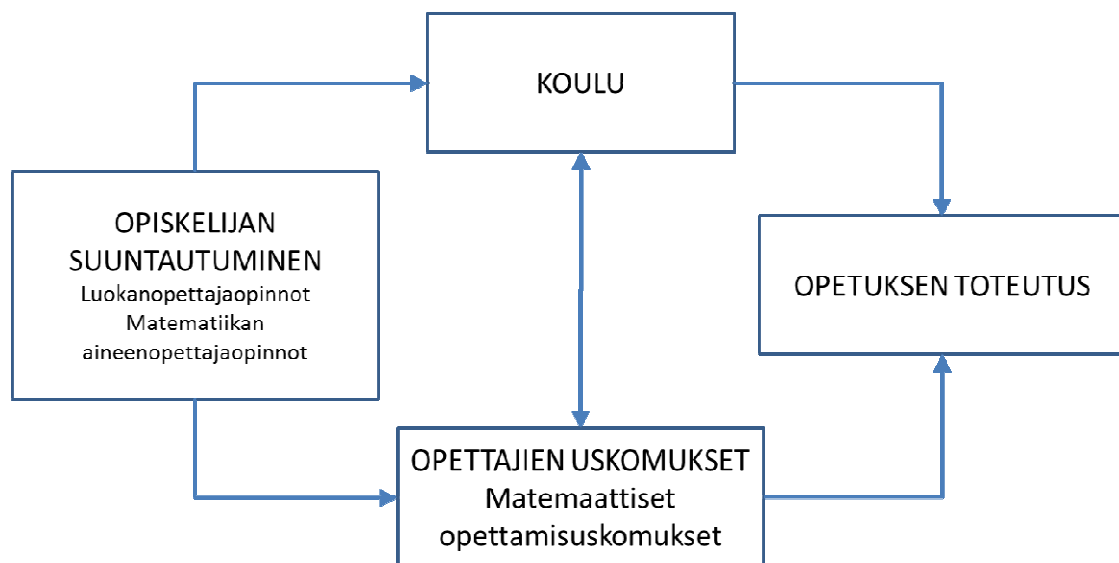 KOULU
OPISKELIJAN
SUUNTAUTUMINEN
Luokanopettajaopinnot
Matematiikan
aineenopettajaopinnot
OPETUKSEN TOTEUTUS
OPETTAJIEN USKOMUKSET
Matemaattiset
opettamisuskomukset